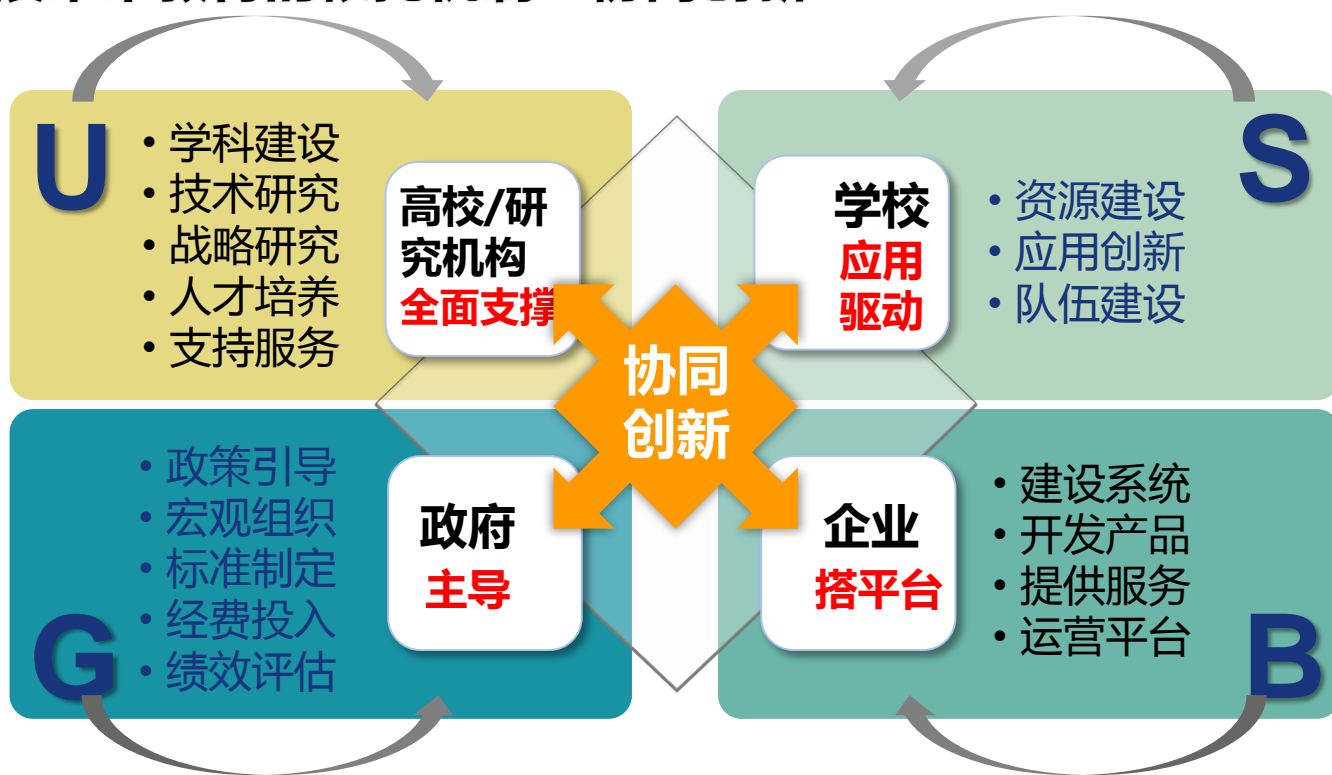 U
• 学科建设
• 技术研究
• 战略研究
• 人才培养
• 支持服务
高校/研
究机构
全面支撑
学校
应用
驱动
• 资源建设
• 应用创新
• 队伍建设
S
协同
创新
G
• 政策引导
• 宏观组织
• 标准制定
• 经费投入
• 绩效评估
政府
主导
企业
搭平台
• 建设系统
• 开发产品
• 提供服务
• 运营平台
B